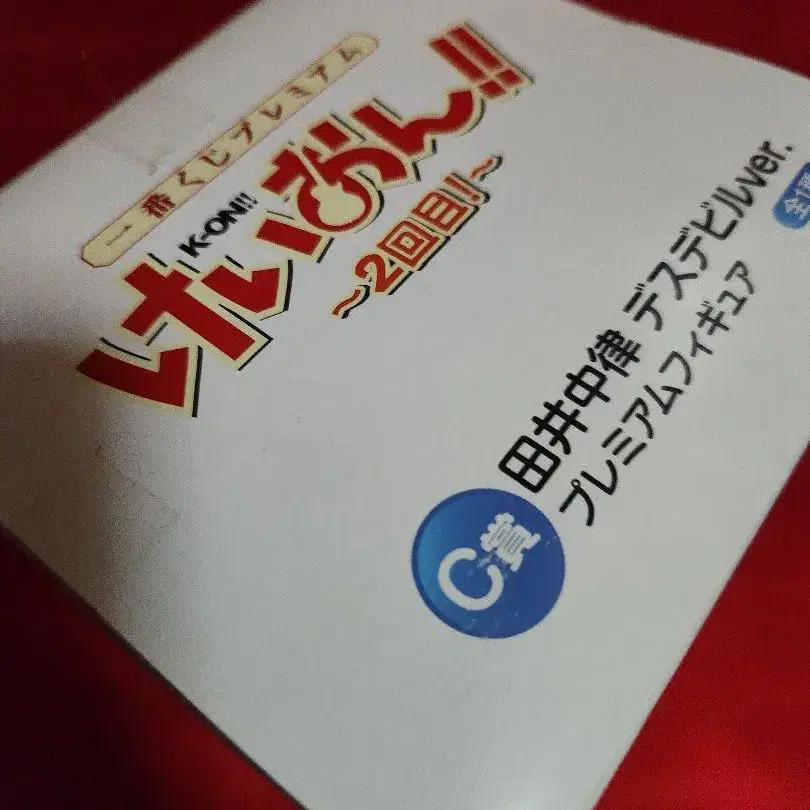 一番くじプレミアム
K-ON!!
けいおん!!
～2回目!～
C賞
田井中律 デスデビルver.
プレミアムフィギュア